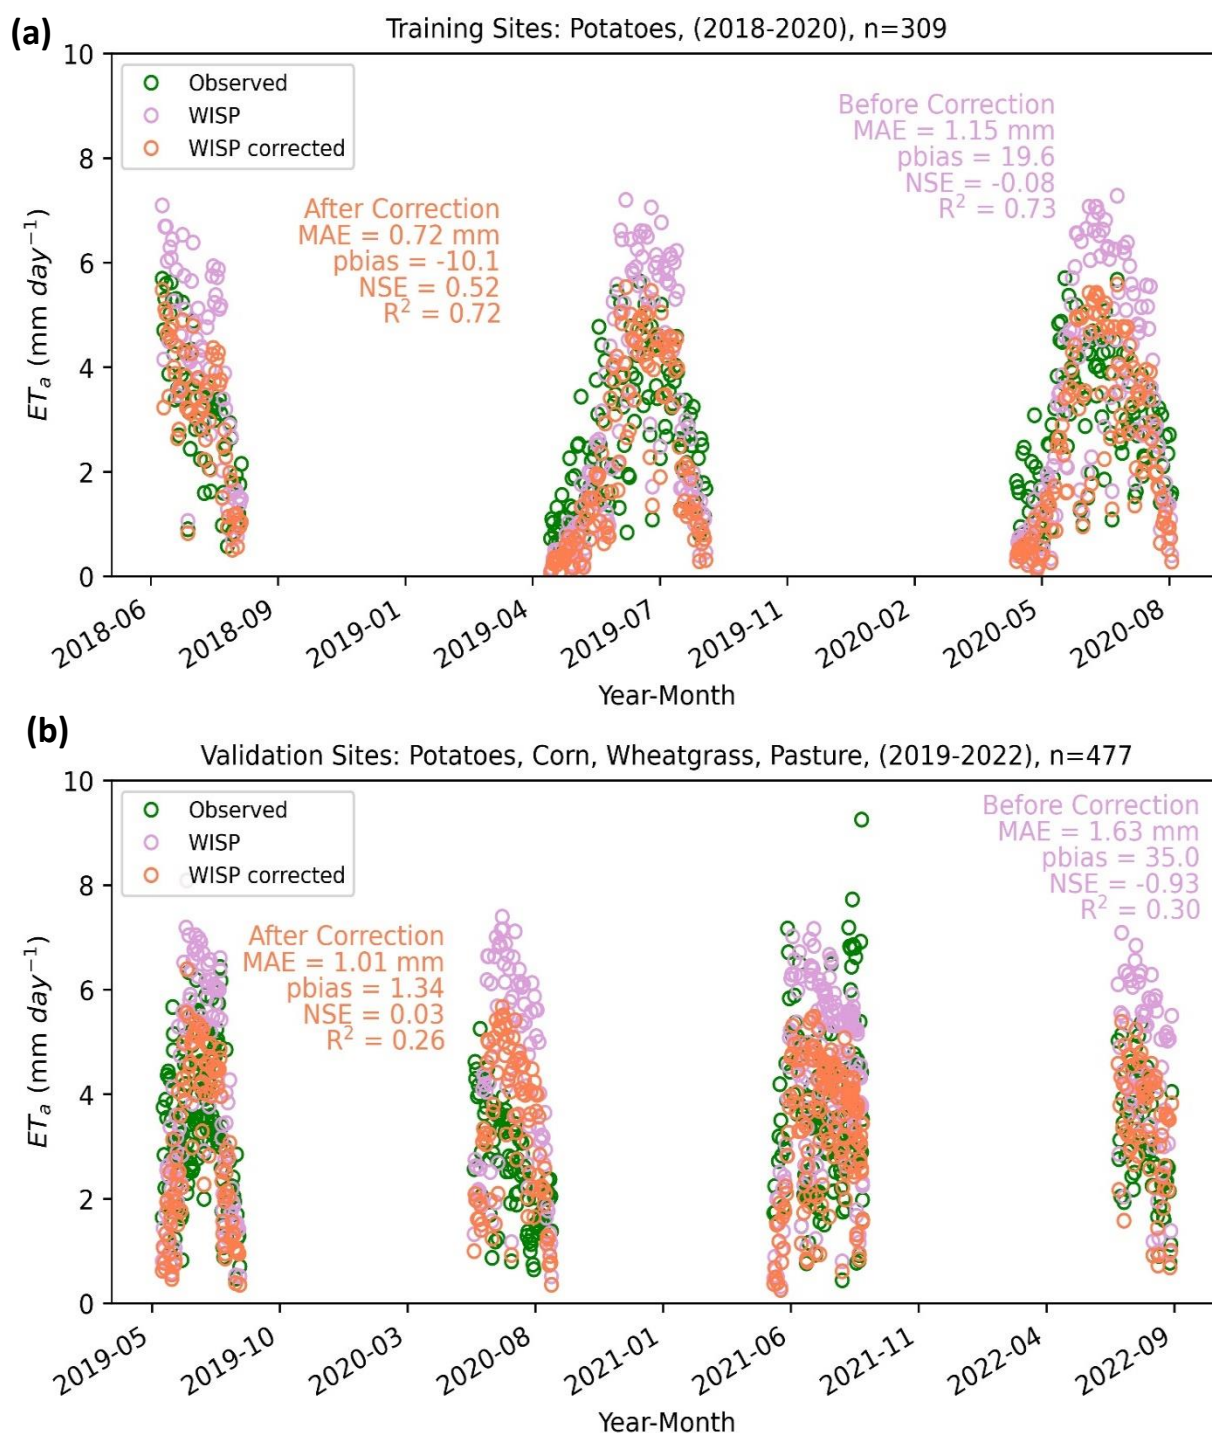 (a)
Training Sites: Potatoes, (2018-2020), n=309
10
8
6
4
2
0
ET_a (mm day⁻¹)
Observed
WISP
WISP corrected
After Correction
MAE = 0.72 mm
pbias = -10.1
NSE = 0.52
R² = 0.72
Before Correction
MAE = 1.15 mm
pbias = 19.6
NSE = -0.08
R² = 0.73
2018-06
2018-09
2019-01
2019-04
2019-07
2019-11
2020-02
2020-05
2020-08
Year-Month
(b)
Validation Sites: Potatoes, Corn, Wheatgrass, Pasture, (2019-2022), n=477
10
8
6
4
2
0
ET_a (mm day⁻¹)
Observed
WISP
WISP corrected
After Correction
MAE = 1.01 mm
pbias = 1.34
NSE = 0.03
R² = 0.26
Before Correction
MAE = 1.63 mm
pbias = 35.0
NSE = -0.93
R² = 0.30
2019-05
2019-10
2020-03
2020-08
2021-01
2021-06
2021-11
2022-04
2022-09
Year-Month